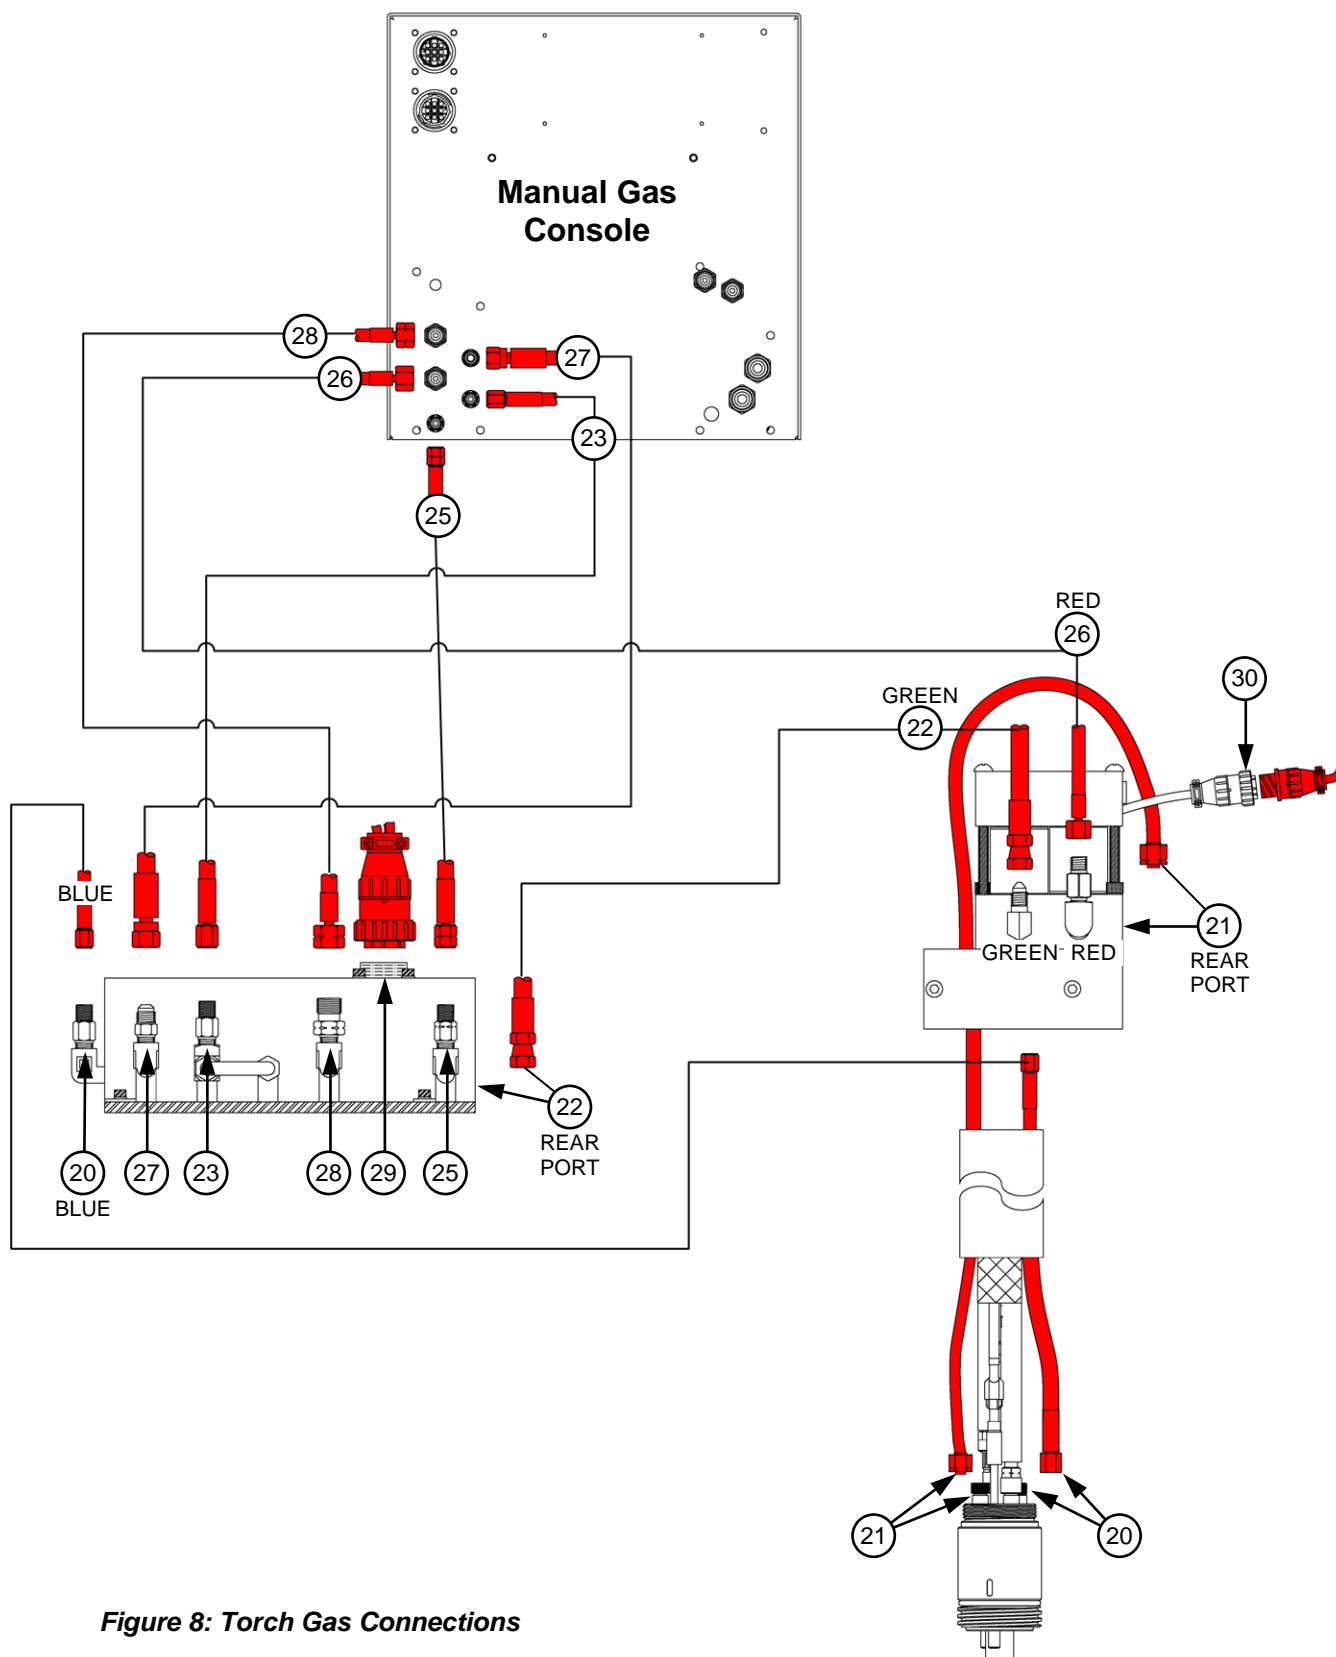 Manual Gas
Console
28
27
26
23
25
RED
26
30
GREEN
22
BLUE
21
REAR
PORT
GREEN RED
22
REAR
PORT
20
27
23
28
29
25
BLUE
21
20
Figure 8: Torch Gas Connections